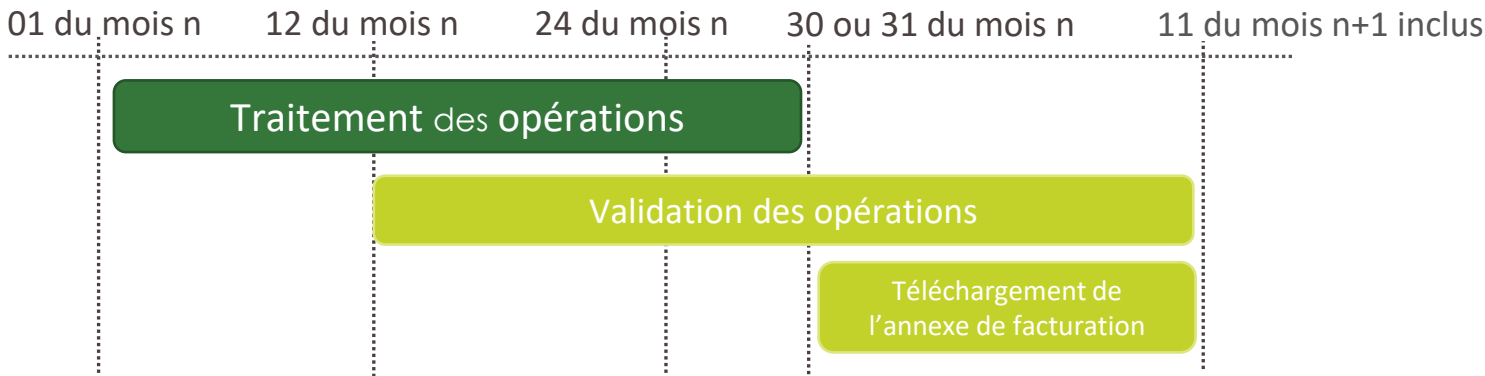 01 du mois n 12 du mois n 24 du mois n 30 ou 31 du mois n 11 du mois n+1 inclus
Traitement des opérations
Validation des opérations
Téléchargement de
l’annexe de facturation